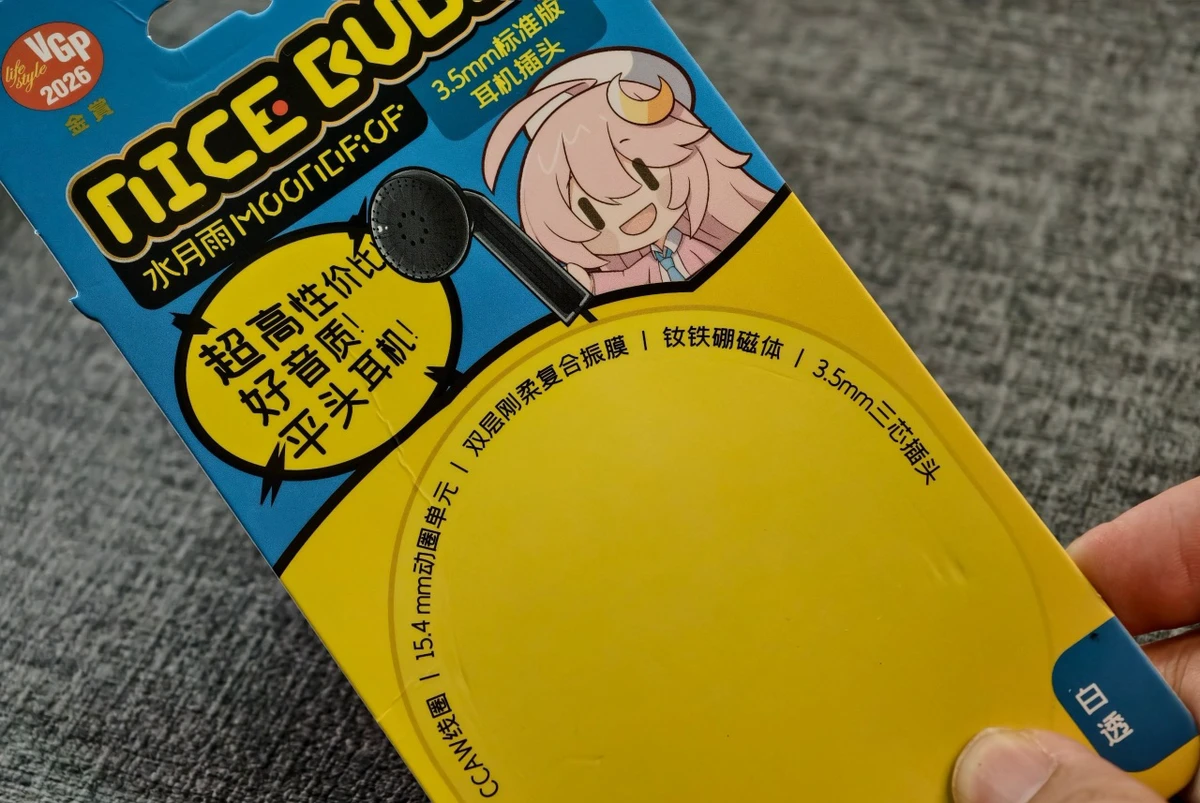 life style
VGP
2026
金賞
NICE BUDS
水月雨 MOONDROP
3.5mm标准版
耳机插头
超高性价比
好音质!
平头耳机!
CCAW线圈 | 15.4 mm动圈单元 | 双层刚柔复合振膜 | 钕铁硼磁体 | 3.5mm三芯插头
白透